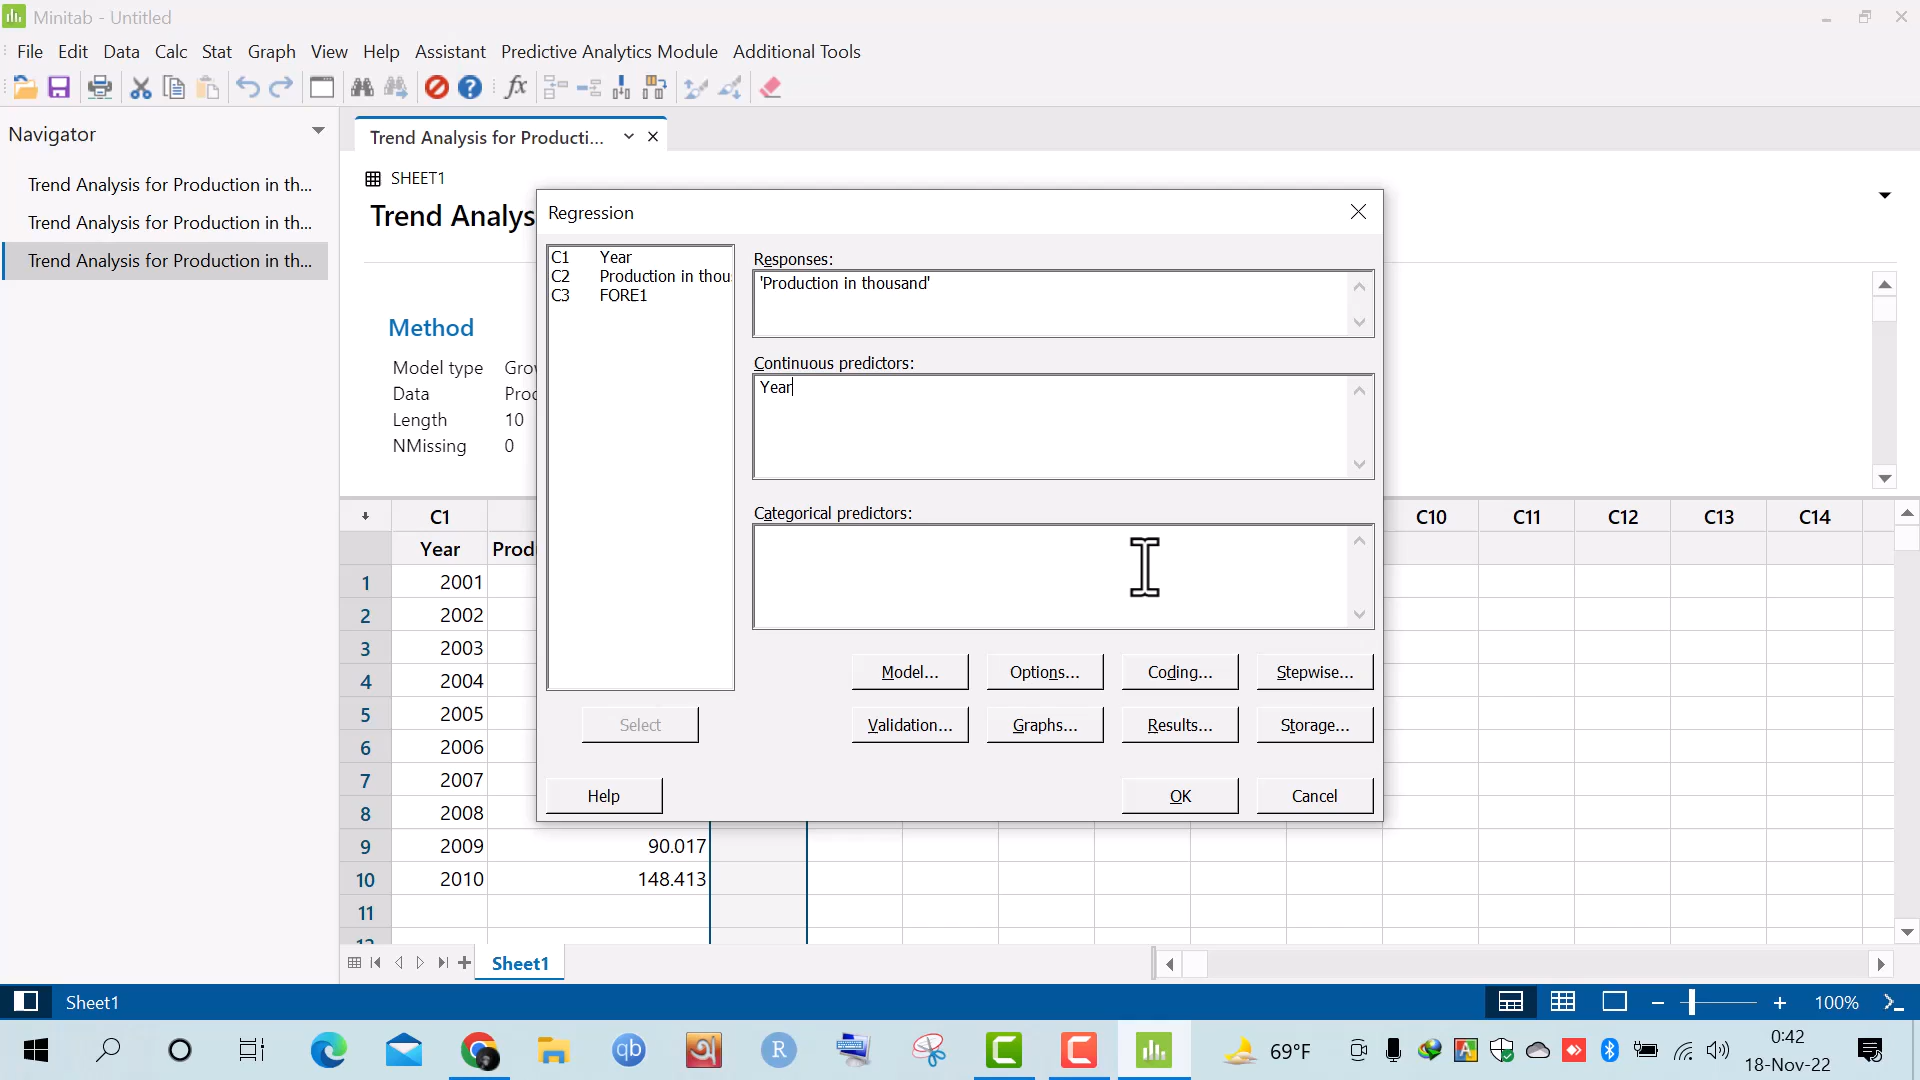 Minitab - Untitled
File Edit Data Calc Stat Graph View Help Assistant Predictive Analytics Module Additional Tools
Navigator
Trend Analysis for Producti...
Trend Analysis for Production in th...
Trend Analysis for Production in th...
Trend Analysis for Production in th...
SHEET1
Trend Analys
Method
Model type Grov
Data Prod
Length 10
NMissing 0
Regression
C1 Year
C2 Production in thou
C3 FORE1
Responses:
'Production in thousand'
Continuous predictors:
Year
Categorical predictors:
Model... Options... Coding... Stepwise...
Select
Validation... Graphs... Results... Storage...
Help OK Cancel
C1 C10 C11 C12 C13 C14
Year Prod
1 2001
2 2002
3 2003
4 2004
5 2005
6 2006
7 2007
8 2008
9 2009 90.017
10 2010 148.413
11
12
Sheet1
Sheet1
100%
69°F
0:42
18-Nov-22